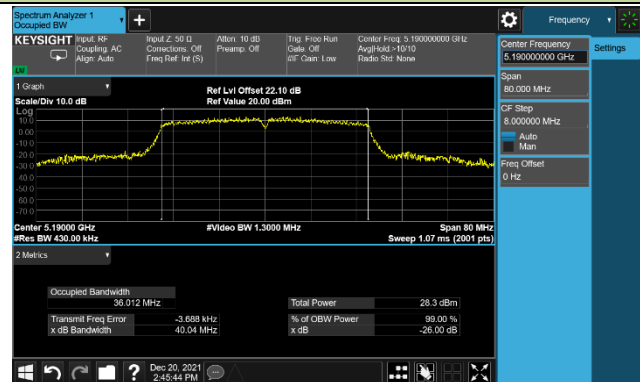 Spectrum Analyzer 1
Occupied BW
Frequency
KEYSIGHT
Input: RF
Coupling: AC
Align: Auto
Input Z: 50 Ω
Corrections: Off
Freq Ref: Int (S)
Atten: 10 dB
Preamp: Off
Trig: Free Run
Gate: Off
#IF Gain: Low
Center Freq: 5.190000000 GHz
Avg|Hold:>10/10
Radio Std: None
Center Frequency
5.190000000 GHz
Settings
Span
80.000 MHz
CF Step
8.000000 MHz
Auto
Man
Freq Offset
0 Hz
1 Graph
Scale/Div 10.0 dB
Ref Lvl Offset 22.10 dB
Ref Value 20.00 dBm
Log
10.0
0.00
-10.0
-20.0
-30.0
-40.0
-50.0
-60.0
-70.0
Center 5.19000 GHz
#Res BW 430.00 kHz
#Video BW 1.3000 MHz
Span 80 MHz
Sweep 1.07 ms (2001 pts)
2 Metrics
Occupied Bandwidth
36.012 MHz
Total Power 28.3 dBm
Transmit Freq Error -3.688 kHz
% of OBW Power 99.00 %
x dB Bandwidth 40.04 MHz
x dB -26.00 dB
?
Dec 20, 2021
2:45:44 PM